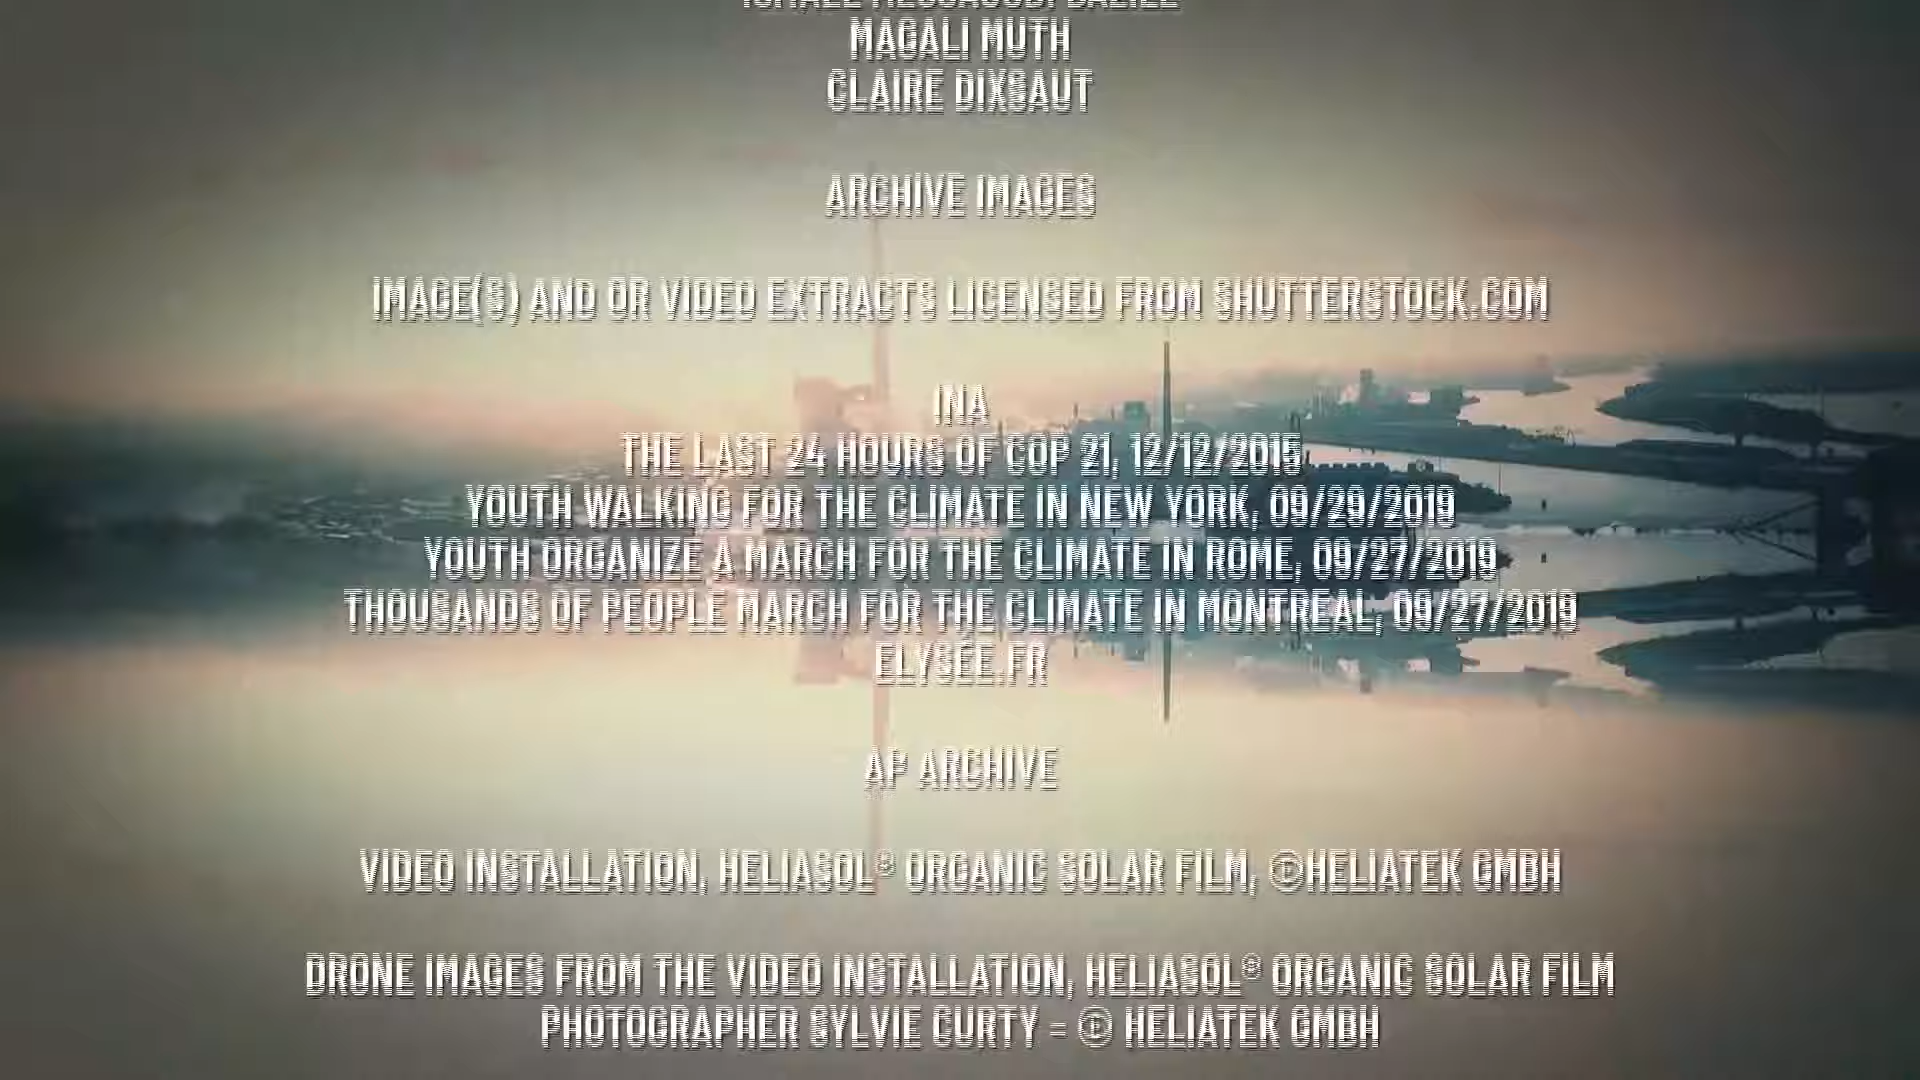 MAGALI MUTH
CLAIRE DIXSAUT
ARCHIVE IMAGES
IMAGE(S) AND OR VIDEO EXTRACTS LICENSED FROM SHUTTERSTOCK.COM
INA
THE LAST 24 HOURS OF COP 21, 12/12/2015
YOUTH WALKING FOR THE CLIMATE IN NEW YORK, 09/29/2019
YOUTH ORGANIZE A MARCH FOR THE CLIMATE IN ROME, 09/27/2019
THOUSANDS OF PEOPLE MARCH FOR THE CLIMATE IN MONTREAL, 09/27/2019
ELYSÉE.FR
AP ARCHIVE
VIDEO INSTALLATION, HELIASOL® ORGANIC SOLAR FILM, ©HELIATEK GMBH
DRONE IMAGES FROM THE VIDEO INSTALLATION, HELIASOL® ORGANIC SOLAR FILM
PHOTOGRAPHER SYLVIE CURTY = © HELIATEK GMBH